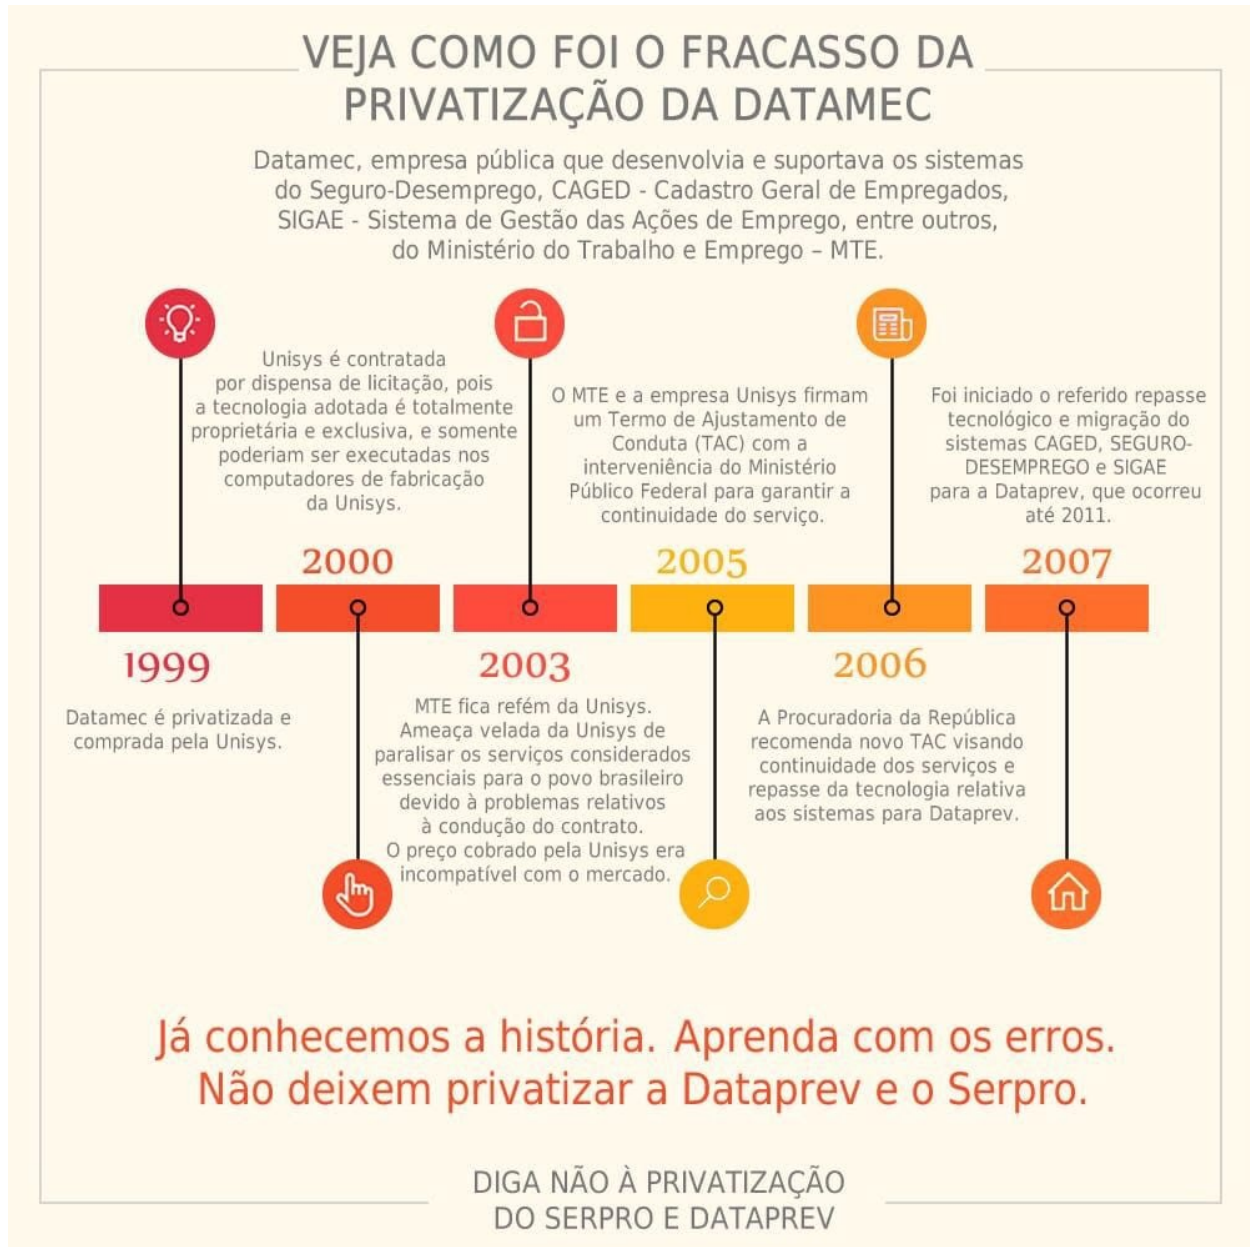 VEJA COMO FOI O FRACASSO DA
PRIVATIZAÇÃO DA DATAMEC
Datamec, empresa pública que desenvolvia e suportava os sistemas
do Seguro-Desemprego, CAGED - Cadastro Geral de Empregados,
SIGAE - Sistema de Gestão das Ações de Emprego, entre outros,
do Ministério do Trabalho e Emprego – MTE.
1999
Datamec é privatizada e
comprada pela Unisys.
Unisys é contratada
por dispensa de licitação, pois
a tecnologia adotada é totalmente
proprietária e exclusiva, e somente
poderiam ser executadas nos
computadores de fabricação
da Unisys.
2000
2003
MTE fica refém da Unisys.
Ameaça velada da Unisys de
paralisar os serviços considerados
essenciais para o povo brasileiro
devido à problemas relativos
à condução do contrato.
O preço cobrado pela Unisys era
incompatível com o mercado.
O MTE e a empresa Unisys firmam
um Termo de Ajustamento de
Conduta (TAC) com a
interveniência do Ministério
Público Federal para garantir a
continuidade do serviço.
2005
2006
A Procuradoria da República
recomenda novo TAC visando
continuidade dos serviços e
repasse da tecnologia relativa
aos sistemas para Dataprev.
Foi iniciado o referido repasse
tecnológico e migração do
sistemas CAGED, SEGURO-
DESEMPREGO e SIGAE
para a Dataprev, que ocorreu
até 2011.
2007
Já conhecemos a história. Aprenda com os erros.
Não deixem privatizar a Dataprev e o Serpro.
DIGA NÃO À PRIVATIZAÇÃO
DO SERPRO E DATAPREV